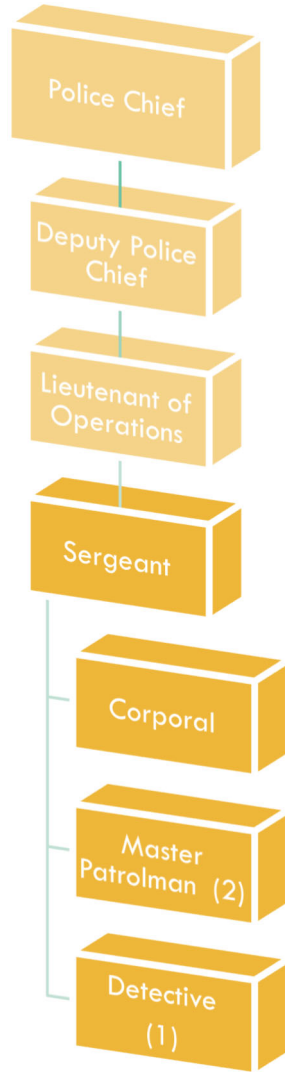 Police Chief
Deputy Police
Chief
Lieutenant of
Operations
Sergeant
Corporal
Master
Patrolman (2)
Detective
(1)